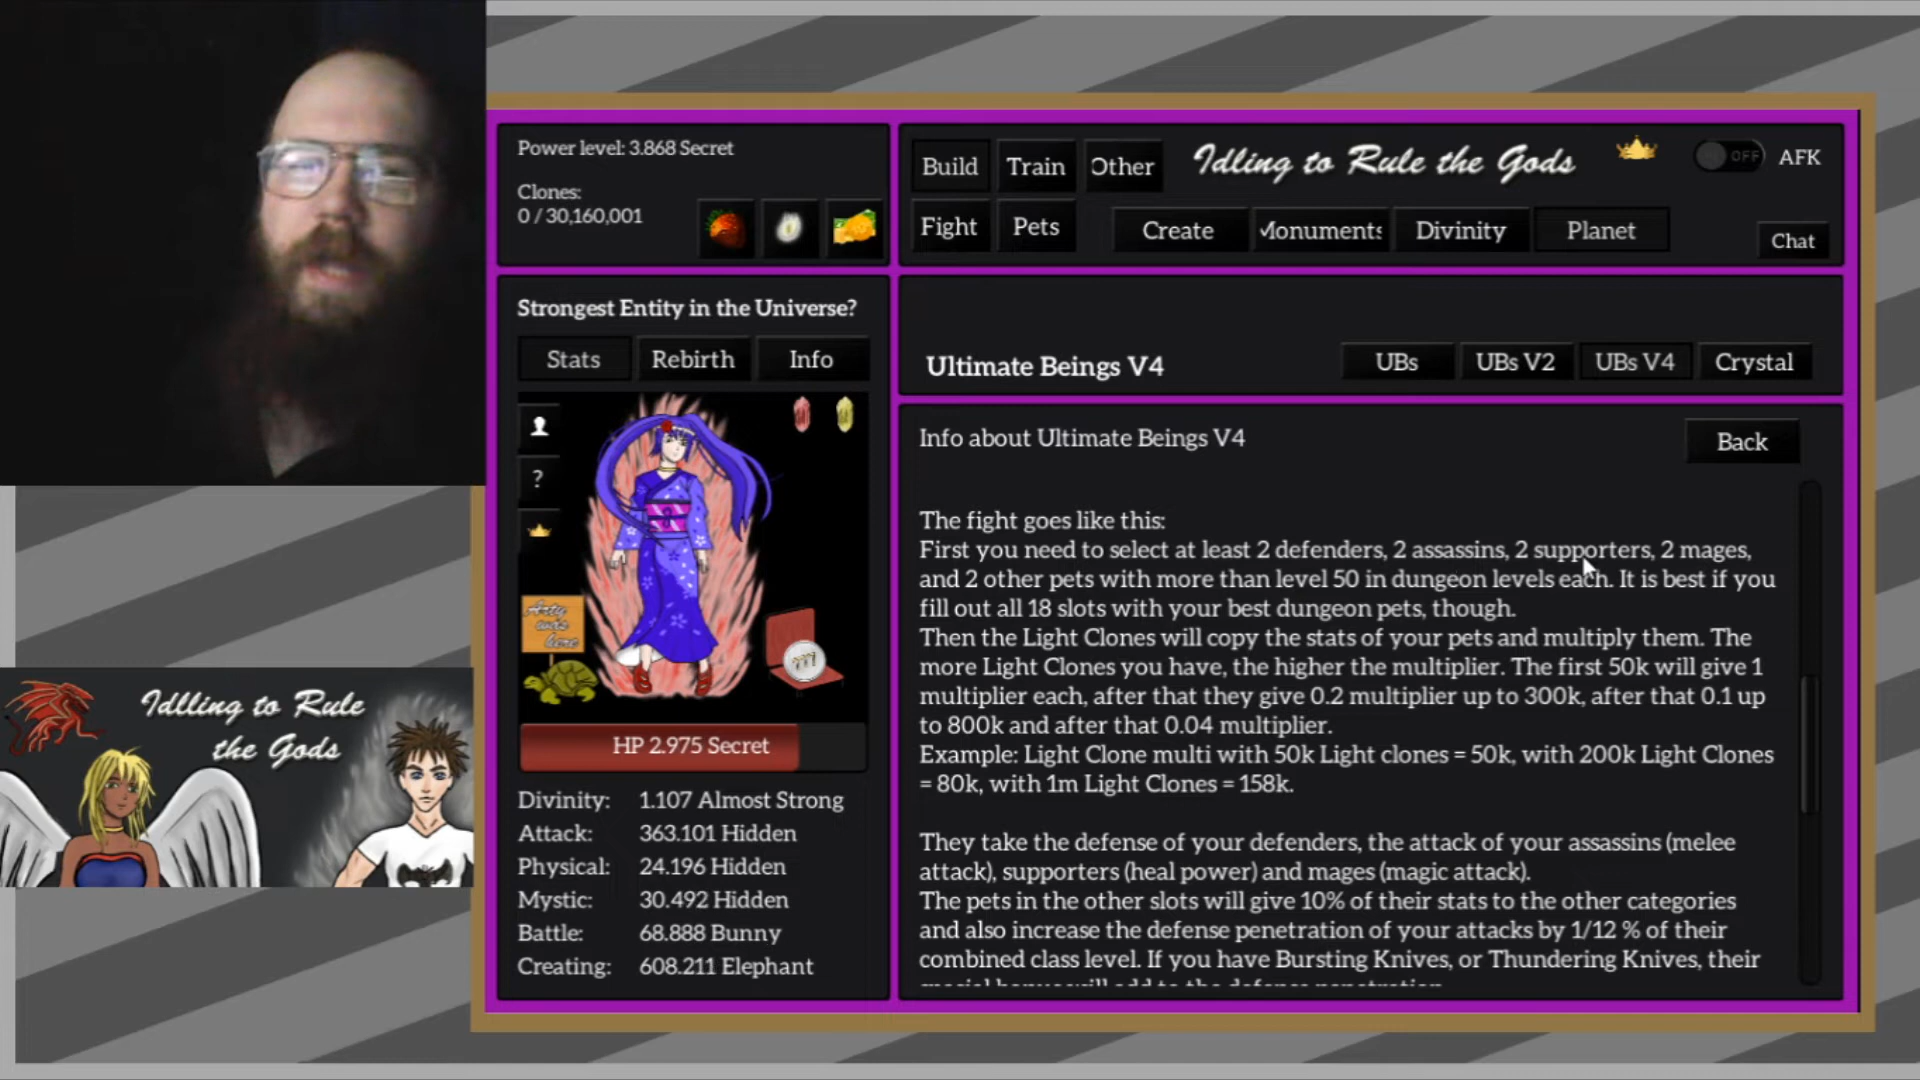 Power level: 3.868 Secret
Clones:
0 / 30,160,001
Build
Train
Other
Fight
Pets
Idling to Rule the Gods
OFF
AFK
Create
Monuments
Divinity
Planet
Chat
Strongest Entity in the Universe?
Stats
Rebirth
Info
?
Arty
was
here
HP 2.975 Secret
Divinity: 1.107 Almost Strong
Attack: 363.101 Hidden
Physical: 24.196 Hidden
Mystic: 30.492 Hidden
Battle: 68.888 Bunny
Creating: 608.211 Elephant
Ultimate Beings V4
UBs
UBs V2
UBs V4
Crystal
Info about Ultimate Beings V4
Back
The fight goes like this:
First you need to select at least 2 defenders, 2 assassins, 2 supporters, 2 mages,
and 2 other pets with more than level 50 in dungeon levels each. It is best if you
fill out all 18 slots with your best dungeon pets, though.
Then the Light Clones will copy the stats of your pets and multiply them. The
more Light Clones you have, the higher the multiplier. The first 50k will give 1
multiplier each, after that they give 0.2 multiplier up to 300k, after that 0.1 up
to 800k and after that 0.04 multiplier.
Example: Light Clone multi with 50k Light clones = 50k, with 200k Light Clones
= 80k, with 1m Light Clones = 158k.
They take the defense of your defenders, the attack of your assassins (melee
attack), supporters (heal power) and mages (magic attack).
The pets in the other slots will give 10% of their stats to the other categories
and also increase the defense penetration of your attacks by 1/12 % of their
combined class level. If you have Bursting Knives, or Thundering Knives, their
special bonus will add to the defense penetration.
Idlling to Rule
the Gods